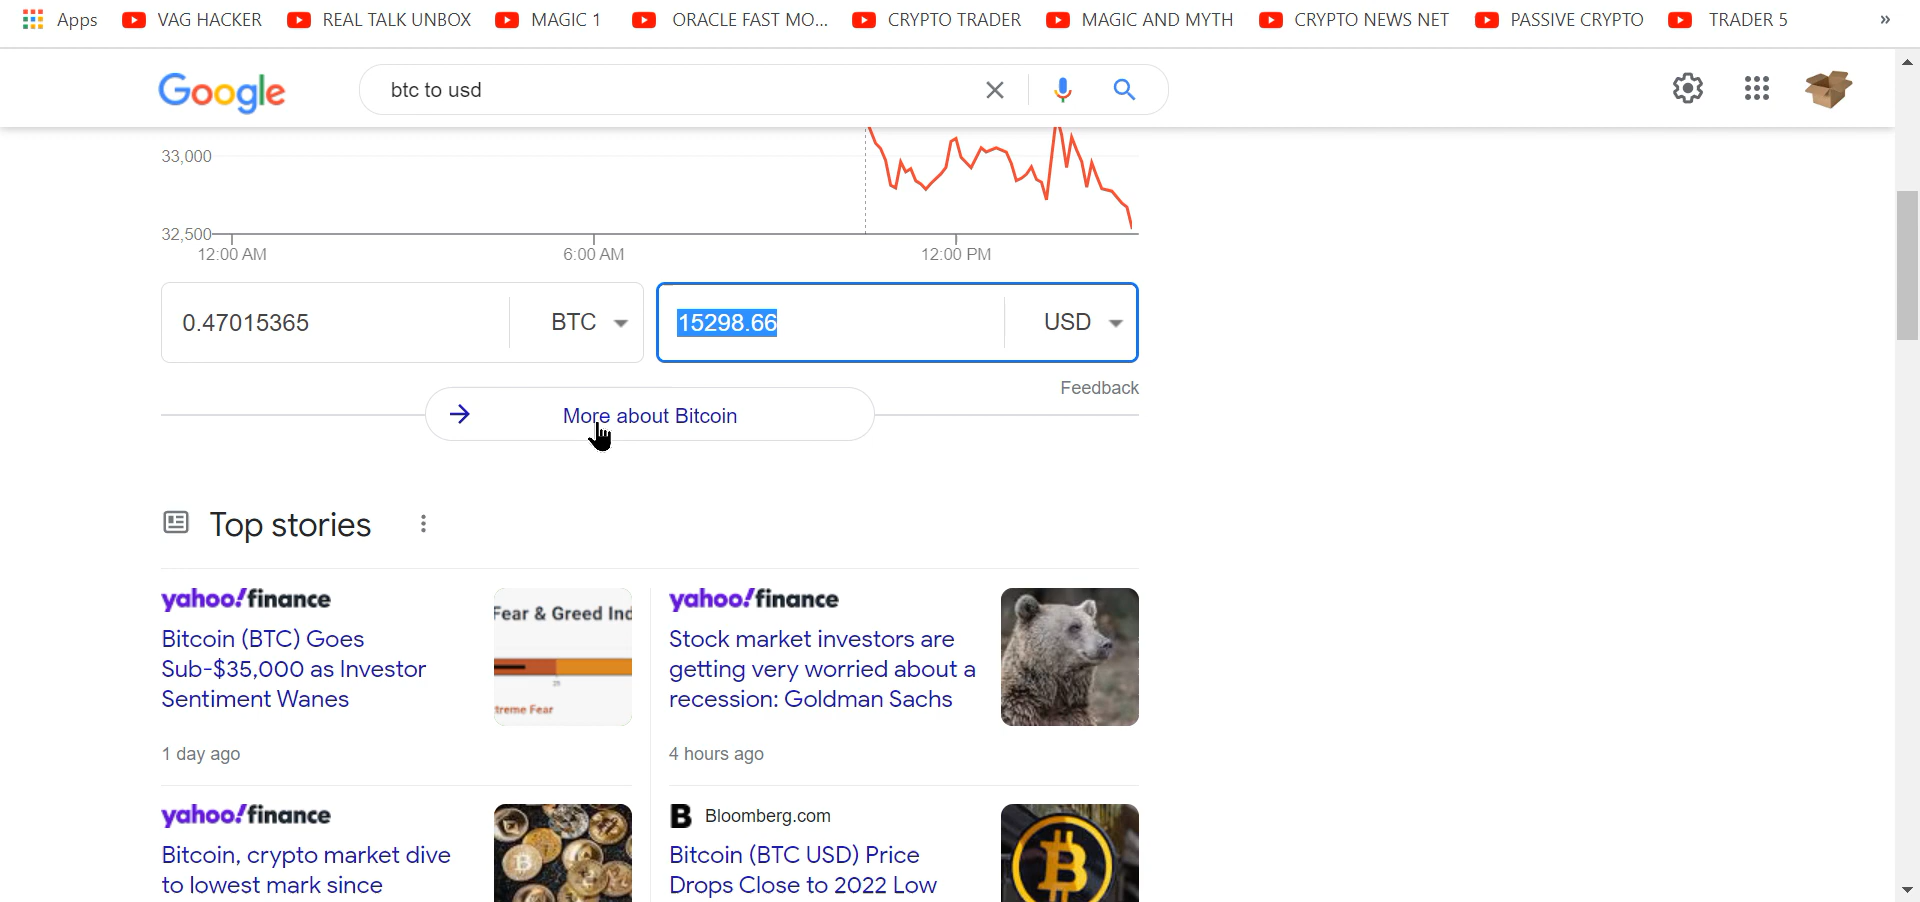 Apps VAG HACKER REAL TALK UNBOX MAGIC 1 ORACLE FAST MO... CRYPTO TRADER MAGIC AND MYTH CRYPTO NEWS NET PASSIVE CRYPTO TRADER 5 »
Google btc to usd
33,000
32,500
12:00 AM 6:00 AM 12:00 PM
0.47015365 BTC 15298.66 USD
Feedback
More about Bitcoin
Top stories
yahoo!finance
Bitcoin (BTC) Goes
Sub-$35,000 as Investor
Sentiment Wanes
1 day ago
Fear & Greed Ind
25
treme Fear
yahoo!finance
Stock market investors are
getting very worried about a
recession: Goldman Sachs
4 hours ago
yahoo!finance
Bitcoin, crypto market dive
to lowest mark since
B Bloomberg.com
Bitcoin (BTC USD) Price
Drops Close to 2022 Low